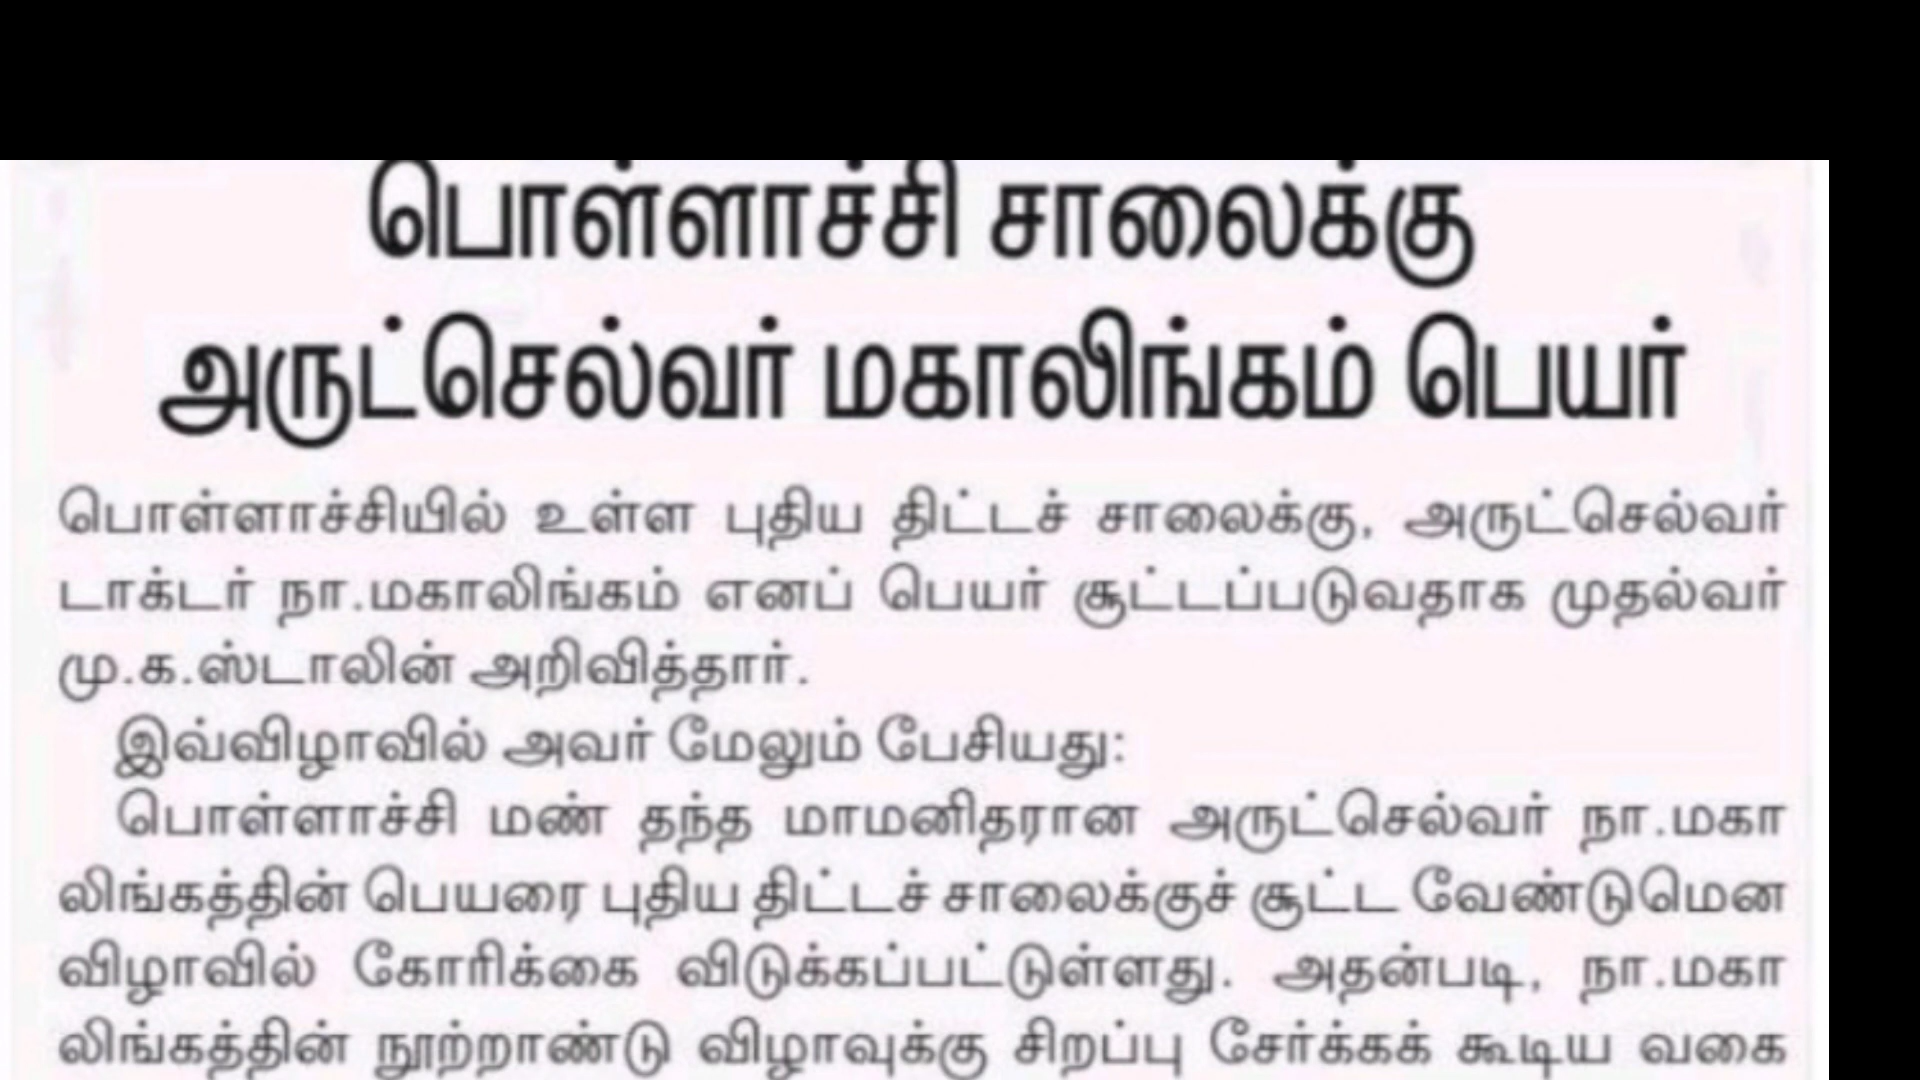 பொள்ளாச்சி சாலைக்கு
அருட்செல்வர் மகாலிங்கம் பெயர்
பொள்ளாச்சியில் உள்ள புதிய திட்டச் சாலைக்கு, அருட்செல்வர்
டாக்டர் நா.மகாலிங்கம் எனப் பெயர் சூட்டப்படுவதாக முதல்வர்
மு.க.ஸ்டாலின் அறிவித்தார்.
இவ்விழாவில் அவர் மேலும் பேசியது:
பொள்ளாச்சி மண் தந்த மாமனிதரான அருட்செல்வர் நா.மகா
லிங்கத்தின் பெயரை புதிய திட்டச் சாலைக்குச் சூட்ட வேண்டுமென
விழாவில் கோரிக்கை விடுக்கப்பட்டுள்ளது. அதன்படி, நா.மகா
லிங்கத்தின் நூற்றாண்டு விழாவுக்கு சிறப்பு சேர்க்கக் கூடிய வகை